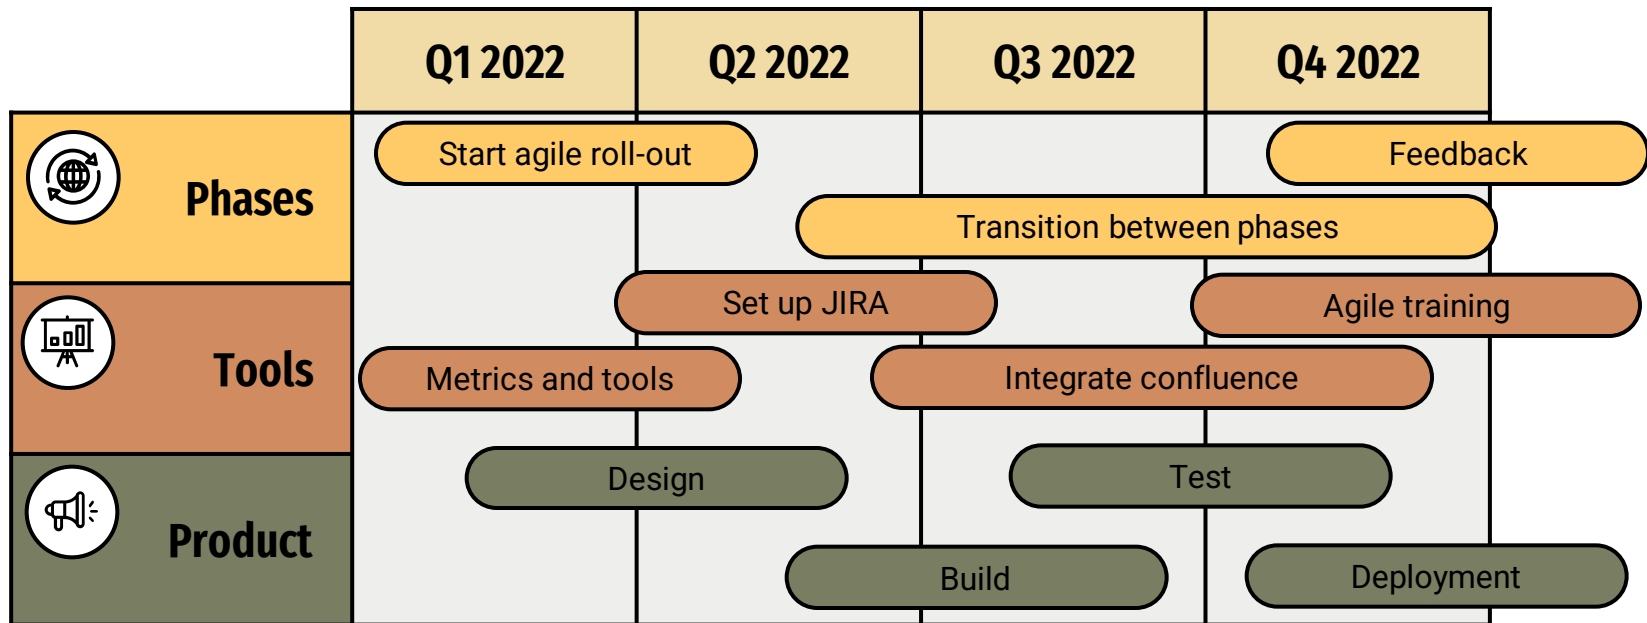 Q1 2022
Q2 2022
Q3 2022
Q4 2022
Phases
Start agile roll-out
Feedback
Transition between phases
Tools
Set up JIRA
Agile training
Metrics and tools
Integrate confluence
Product
Design
Test
Build
Deployment